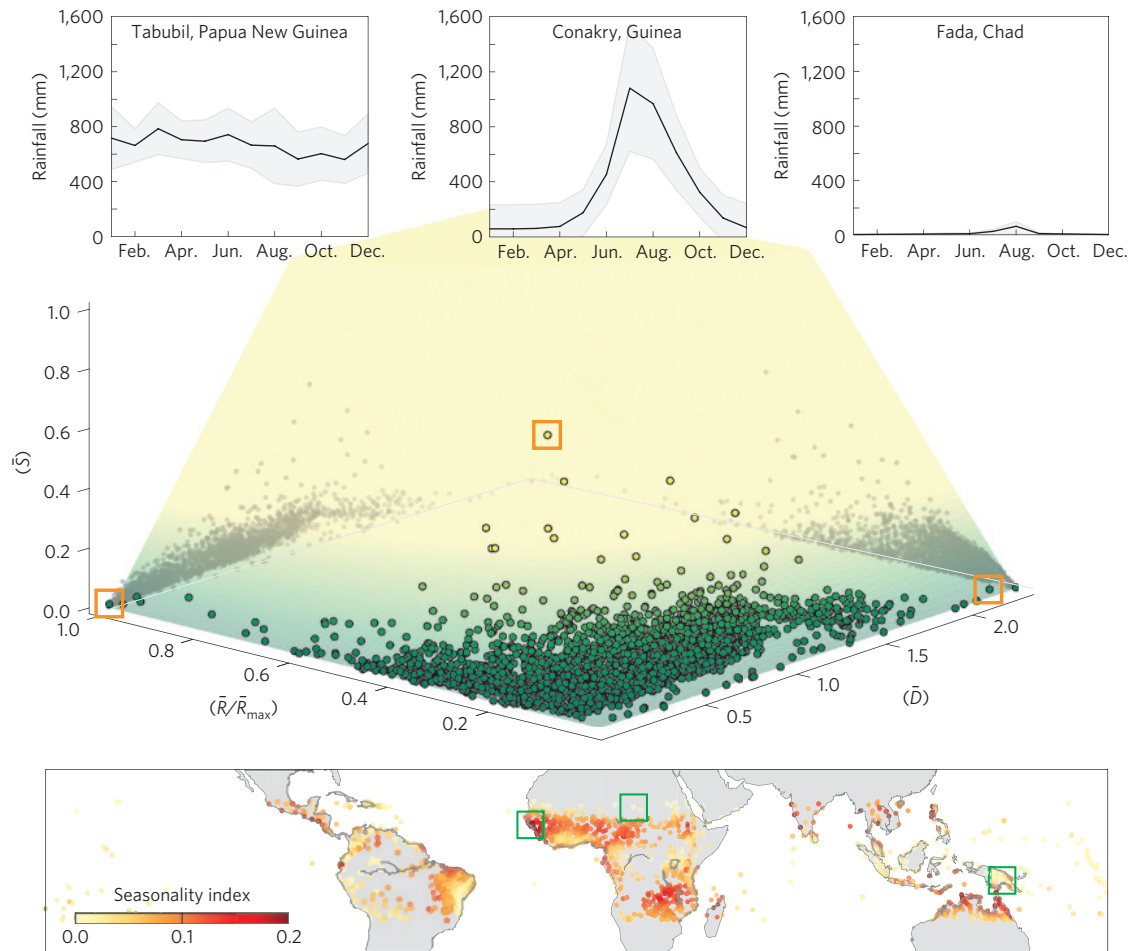 Tabubil, Papua New Guinea
1,600
1,200
800
400
0
Rainfall (mm)
Feb. Apr. Jun. Aug. Oct. Dec.
Conakry, Guinea
1,600
1,200
800
400
0
Rainfall (mm)
Feb. Apr. Jun. Aug. Oct. Dec.
Fada, Chad
1,600
1,200
800
400
0
Rainfall (mm)
Feb. Apr. Jun. Aug. Oct. Dec.
1.0
0.8
0.6
0.4
0.2
0.0
(S̄)
1.0
0.8
0.6
0.4
0.2
(R̄/R̄max)
0.5
1.0
1.5
2.0
(D̄)
Seasonality index
0.0 0.1 0.2